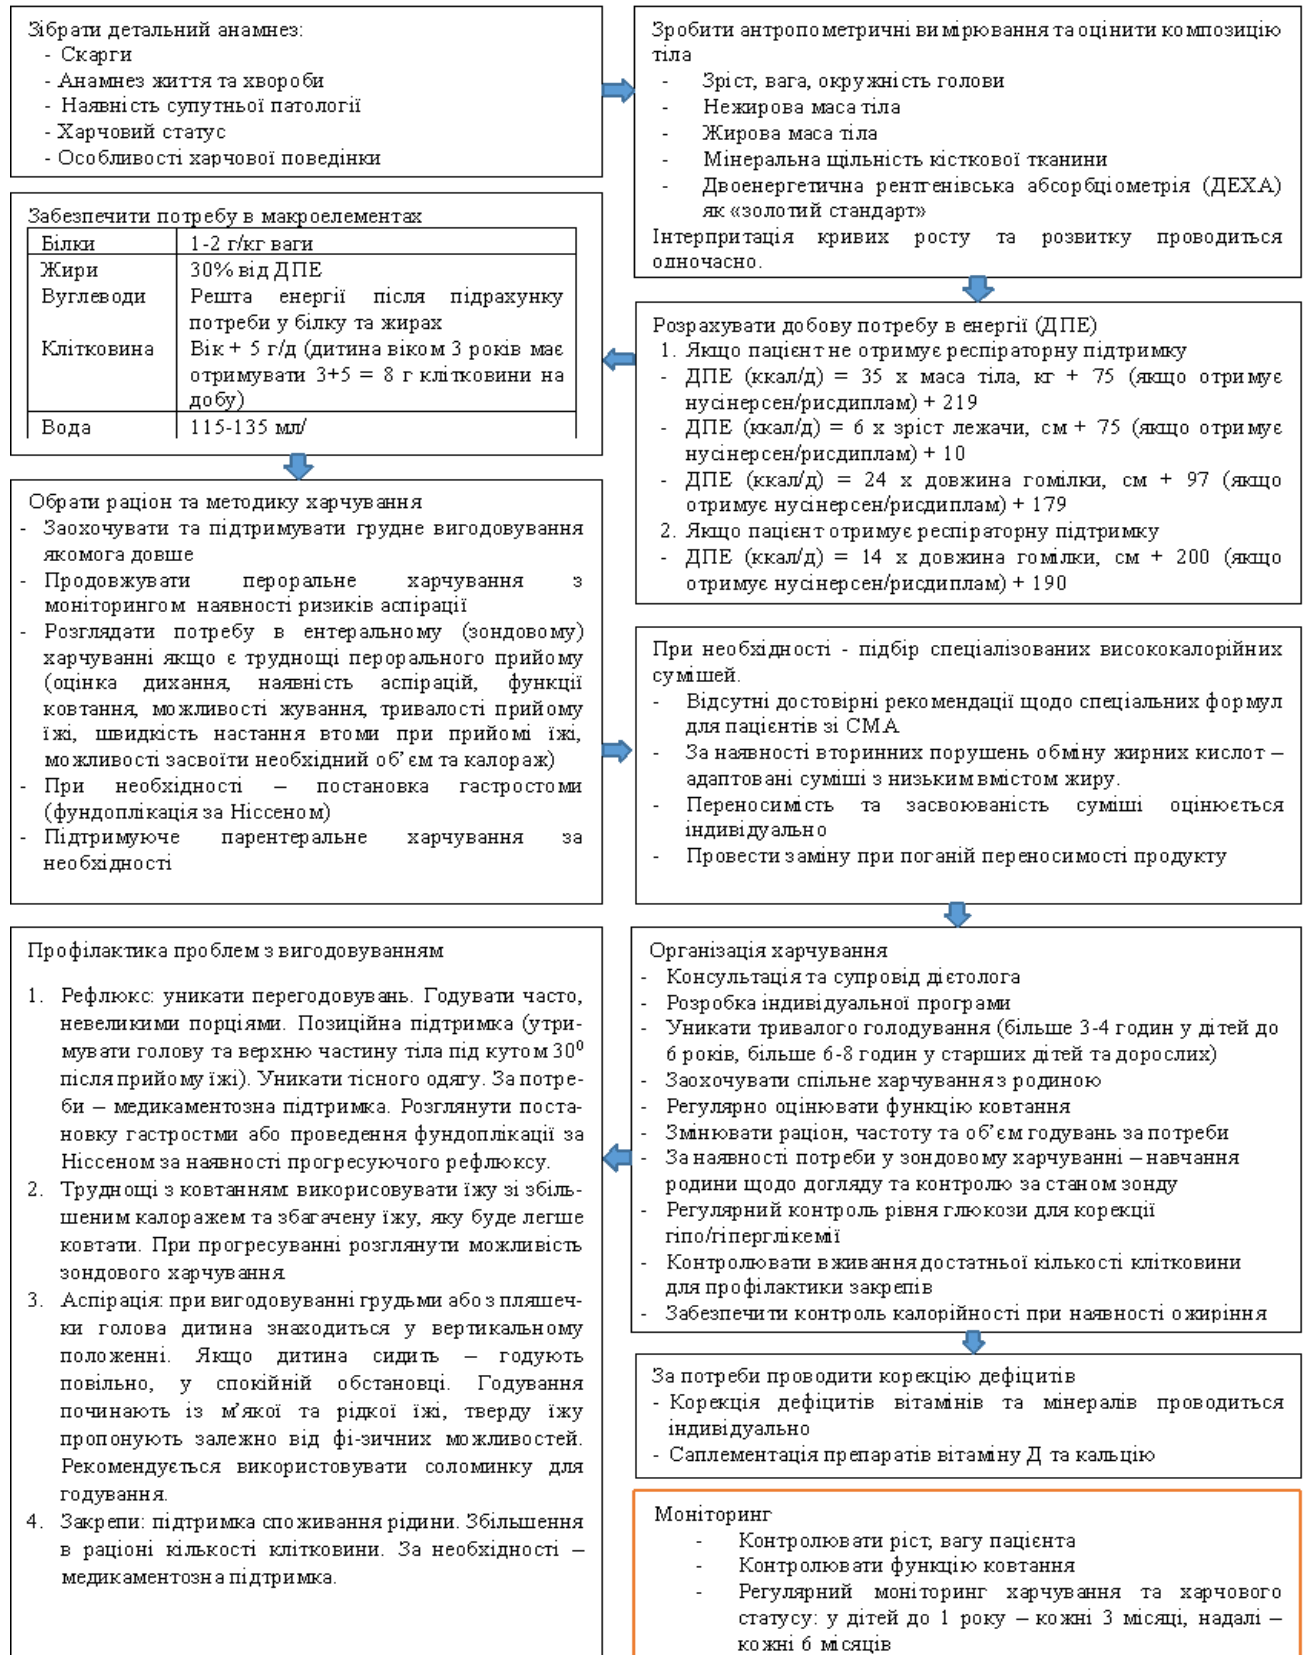 Зібрати детальний анамнез:
- Скарги
- Анамнез життя та хвороби
- Наявність супутньої патології
- Харчовий статус
- Особливості харчової поведінки
Зробити антропометричні вимірювання та оцінити композицію
тіла
- Зріст, вага, окружність голови
- Нежирова маса тіла
- Жирова маса тіла
- Мінеральна щільність кісткової тканини
- Двоенергетична рентгенівська абсорбціометрія (ДЕХА)
як «золотий стандарт»
Інтерпритація кривих росту та розвитку проводиться
одночасно.
Розрахувати добову потребу в енергії (ДПЕ)
1. Якщо пацієнт не отримує респіраторну підтримку
- ДПЕ (ккал/д) = 35 х маса тіла, кг + 75 (якщо отримує
нусінерсен/рисдиплам) + 219
- ДПЕ (ккал/д) = 6 х зріст лежачи, см + 75 (якщо отримує
нусінерсен/рисдиплам) + 10
- ДПЕ (ккал/д) = 24 х довжина гомілки, см + 97 (якщо
отримує нусінерсен/рисдиплам) + 179
2. Якщо пацієнт отримує респіраторну підтримку
- ДПЕ (ккал/д) = 14 х довжина гомілки, см + 200 (якщо
отримує нусінерсен/рисдиплам) + 190
Забезпечити потребу в макроелементах
Білки 1-2 г/кг ваги
Жири 30% від ДПЕ
Вуглеводи Решта енергії після підрахунку
потреби у білку та жирах
Клітковина Вік + 5 г/д (дитина віком 3 років має
отримувати 3+5 = 8 г клітковини на
добу)
Вода 115-135 мл/
Обрати раціон та методику харчування
- Заохочувати та підтримувати грудне вигодовування
якомога довше
- Продовжувати пероральне харчування з
моніторингом наявності ризиків аспірації
- Розглядати потребу в ентеральному (зондовому)
харчуванні якщо є труднощі перорального прийому
(оцінка дихання, наявність аспірацій, функції
ковтання, можливості жування, тривалості прийому
їжі, швидкість настання втоми при прийомі їжі,
можливості засвоїти необхідний об’єм та калораж)
- При необхідності – постановка гастростоми
(фундоплікація за Ніссеном)
- Підтримуюче парентеральне харчування за
необхідності
При необхідності - підбір спеціалізованих висококалорійних
сумішей.
- Відсутні достовірні рекомендації щодо спеціальних формул
для пацієнтів зі СМА
- За наявності вторинних порушень обміну жирних кислот –
адаптовані суміші з низьким вмістом жиру.
- Переносимість та засвоюваність суміші оцінюється
індивідуально
- Провести заміну при поганій переносимості продукту
Організація харчування
- Консультація та супровід дієтолога
- Розробка індивідуальної програми
- Уникати тривалого голодування (більше 3-4 годин у дітей до
6 років, більше 6-8 годин у старших дітей та дорослих)
- Заохочувати спільне харчування з родиною
- Регулярно оцінювати функцію ковтання
- Змінювати раціон, частоту та об’єм годувань за потреби
- За наявності потреби у зондовому харчуванні – навчання
родини щодо догляду та контролю за станом зонду
- Регулярний контроль рівня глюкози для корекції
гіпо/гіперглікемії
- Контролювати вживання достатньої кількості клітковини
для профілактики закрепів
- Забезпечити контроль калорійності при наявності ожиріння
Профілактика проблем з вигодовуванням
1. Рефлюкс: уникати перегодовувань. Годувати часто,
невеликими порціями. Позиційна підтримка (утри-
мувати голову та верхню частину тіла під кутом 30⁰
після прийому їжі). Уникати тісного одягу. За потре-
би – медикаментозна підтримка. Розглянути поста-
новку гастростми або проведення фундоплікації за
Ніссеном за наявності прогресуючого рефлюксу.
2. Труднощі з ковтанням: використовувати їжу зі збіль-
шеним калоражем та збагачену їжу, яку буде легше
ковтати. При прогресуванні розглянути можливість
зондового харчування.
3. Аспірація: при вигодовуванні грудьми або з пляшеч-
ки голова дитина знаходиться у вертикальному
положенні. Якщо дитина сидить – годують
повільно, у спокійній обстановці. Годування
починають із м’якої та рідкої їжі, тверду їжу
пропонують залежно від фі-зичних можливостей.
Рекомендується використовувати соломинку для
годування.
4. Закрепи: підтримка споживання рідини. Збільшення
в раціоні кількості клітковини. За необхідності –
медикаментозна підтримка.
За потреби проводити корекцію дефіцитів
- Корекція дефіцитів вітамінів та мінералів проводиться
індивідуально
- Саплементація препаратів вітаміну Д та кальцію
Моніторинг
- Контролювати ріст, вагу пацієнта
- Контролювати функцію ковтання
- Регулярний моніторинг харчування та харчового
статусу: у дітей до 1 року – кожні 3 місяці, надалі –
кожні 6 місяців